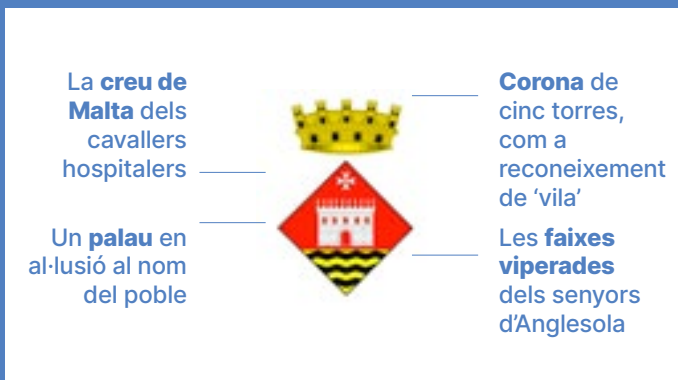 La creu de
Malta dels
cavallers
hospitalers
Un palau en
al·lusió al nom
del poble
Corona de
cinc torres,
com a
reconeixement
de ‘vila’
Les faixes
viperades
dels senyors
d’Anglesola